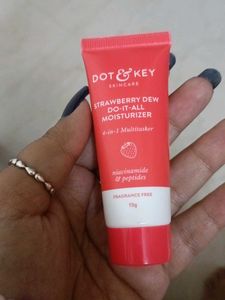 DOT & KEY
SKINCARE
STRAWBERRY DEW
DO-IT-ALL
MOISTURIZER
4-in-1 Multitasker
niacinamide
& peptides
FRAGRANCE FREE
15g